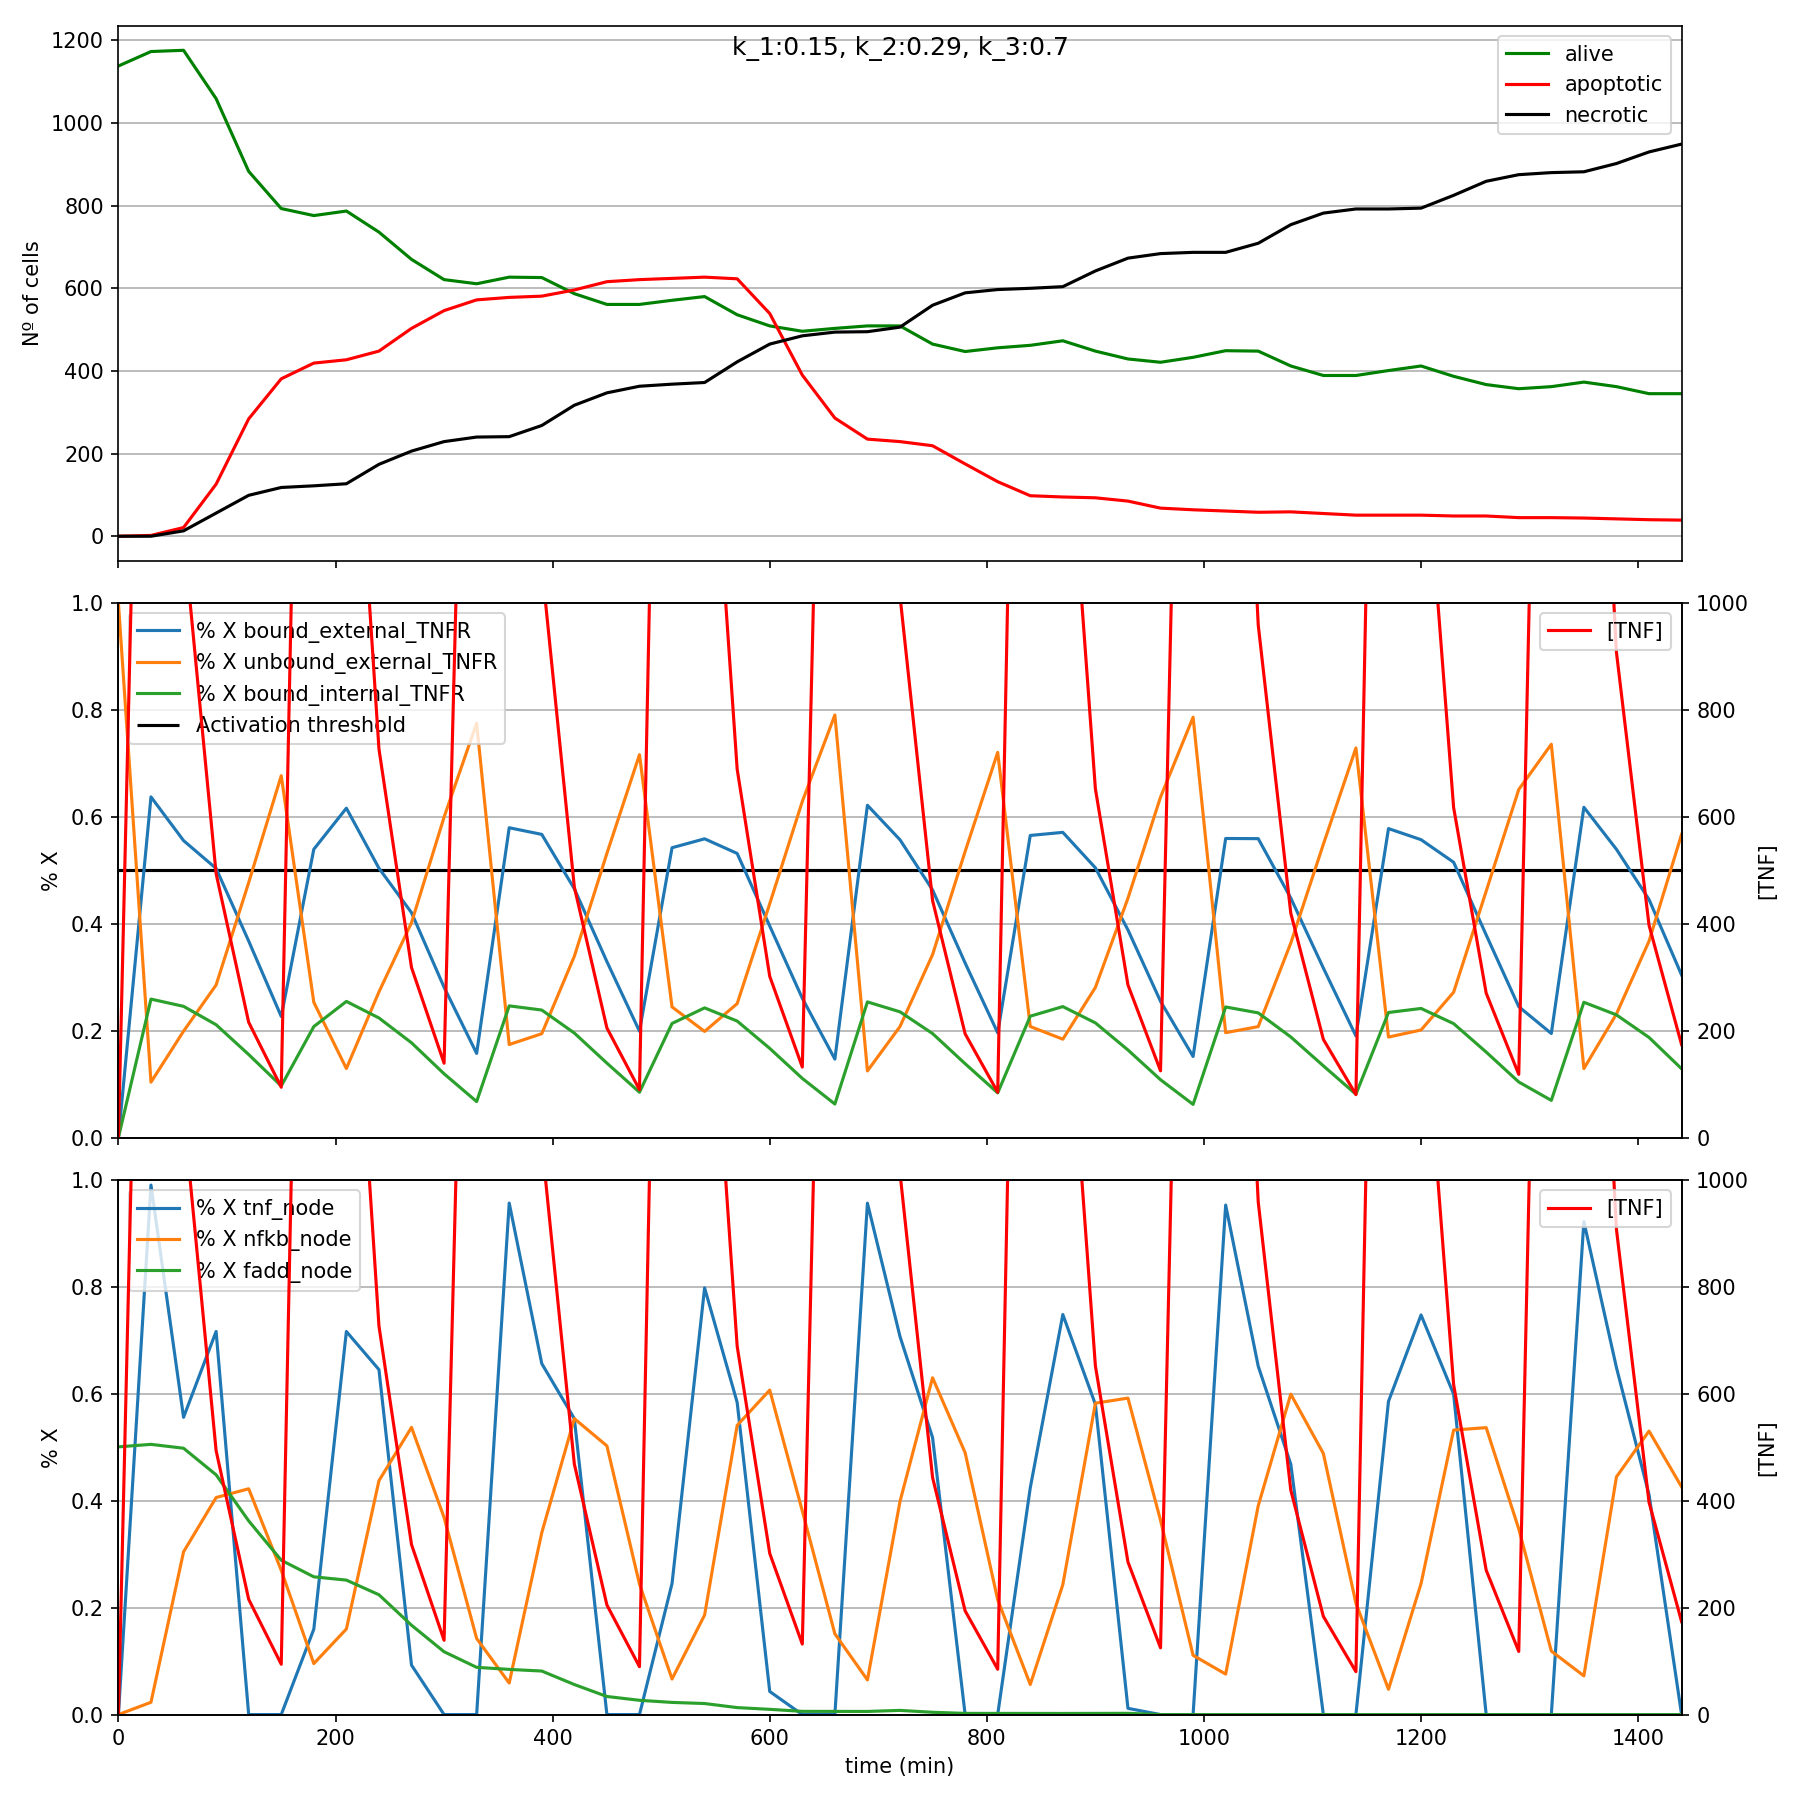 k_1:0.15, k_2:0.29, k_3:0.7
alive
apoptotic
necrotic
1200
1000
800
600
400
200
0
Nº of cells
% X bound_external_TNFR
% X unbound_external_TNFR
% X bound_internal_TNFR
Activation threshold
[TNF]
1.0
0.8
0.6
0.4
0.2
0.0
% X
1000
800
600
400
200
0
[TNF]
% X tnf_node
% X nfkb_node
% X fadd_node
[TNF]
1.0
0.8
0.6
0.4
0.2
0.0
% X
1000
800
600
400
200
0
[TNF]
0 200 400 600 800 1000 1200 1400
time (min)